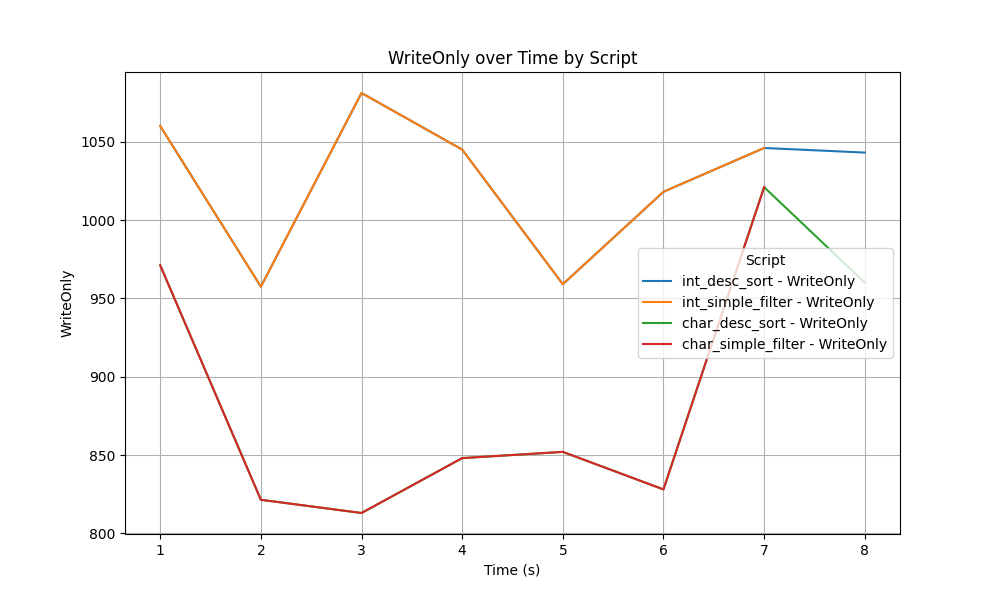 WriteOnly over Time by Script
WriteOnly
1050
1000
950
900
850
800
Script
int_desc_sort - WriteOnly
int_simple_filter - WriteOnly
char_desc_sort - WriteOnly
char_simple_filter - WriteOnly
1 2 3 4 5 6 7 8
Time (s)